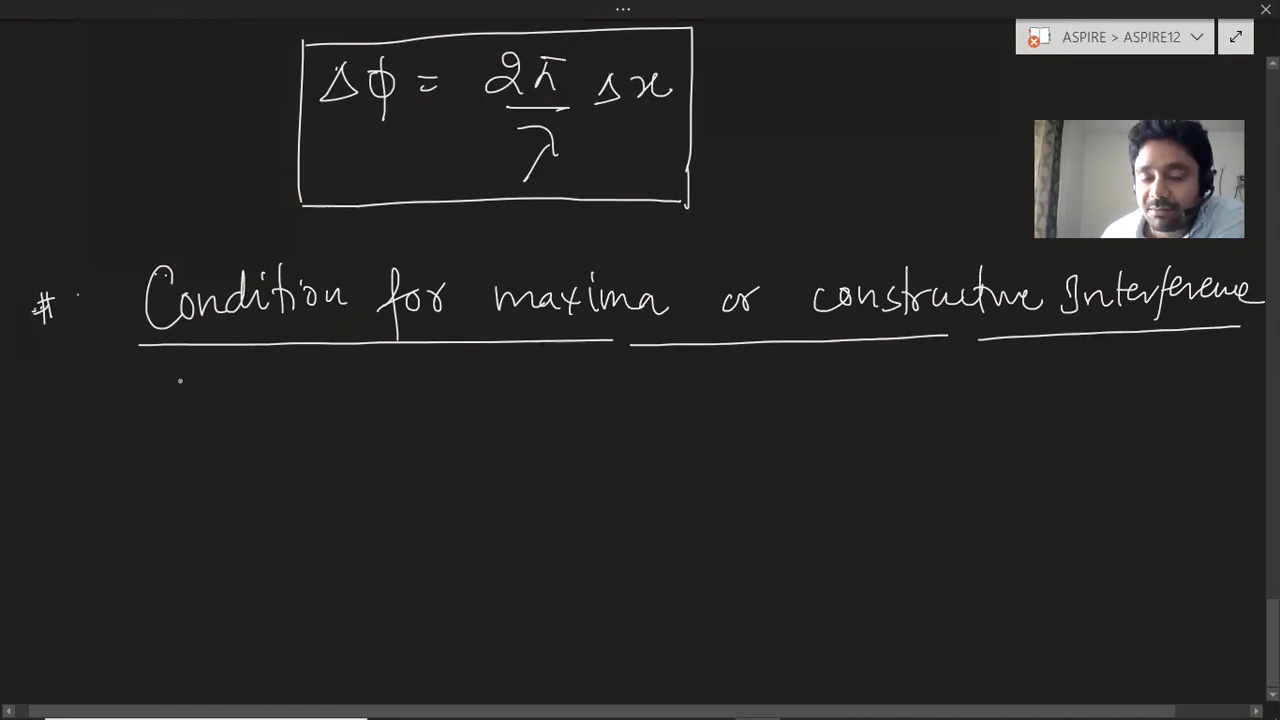 ASPIRE > ASPIRE12
Δϕ = 2π/λ Δx
# Condition for maxima or constructive Interference